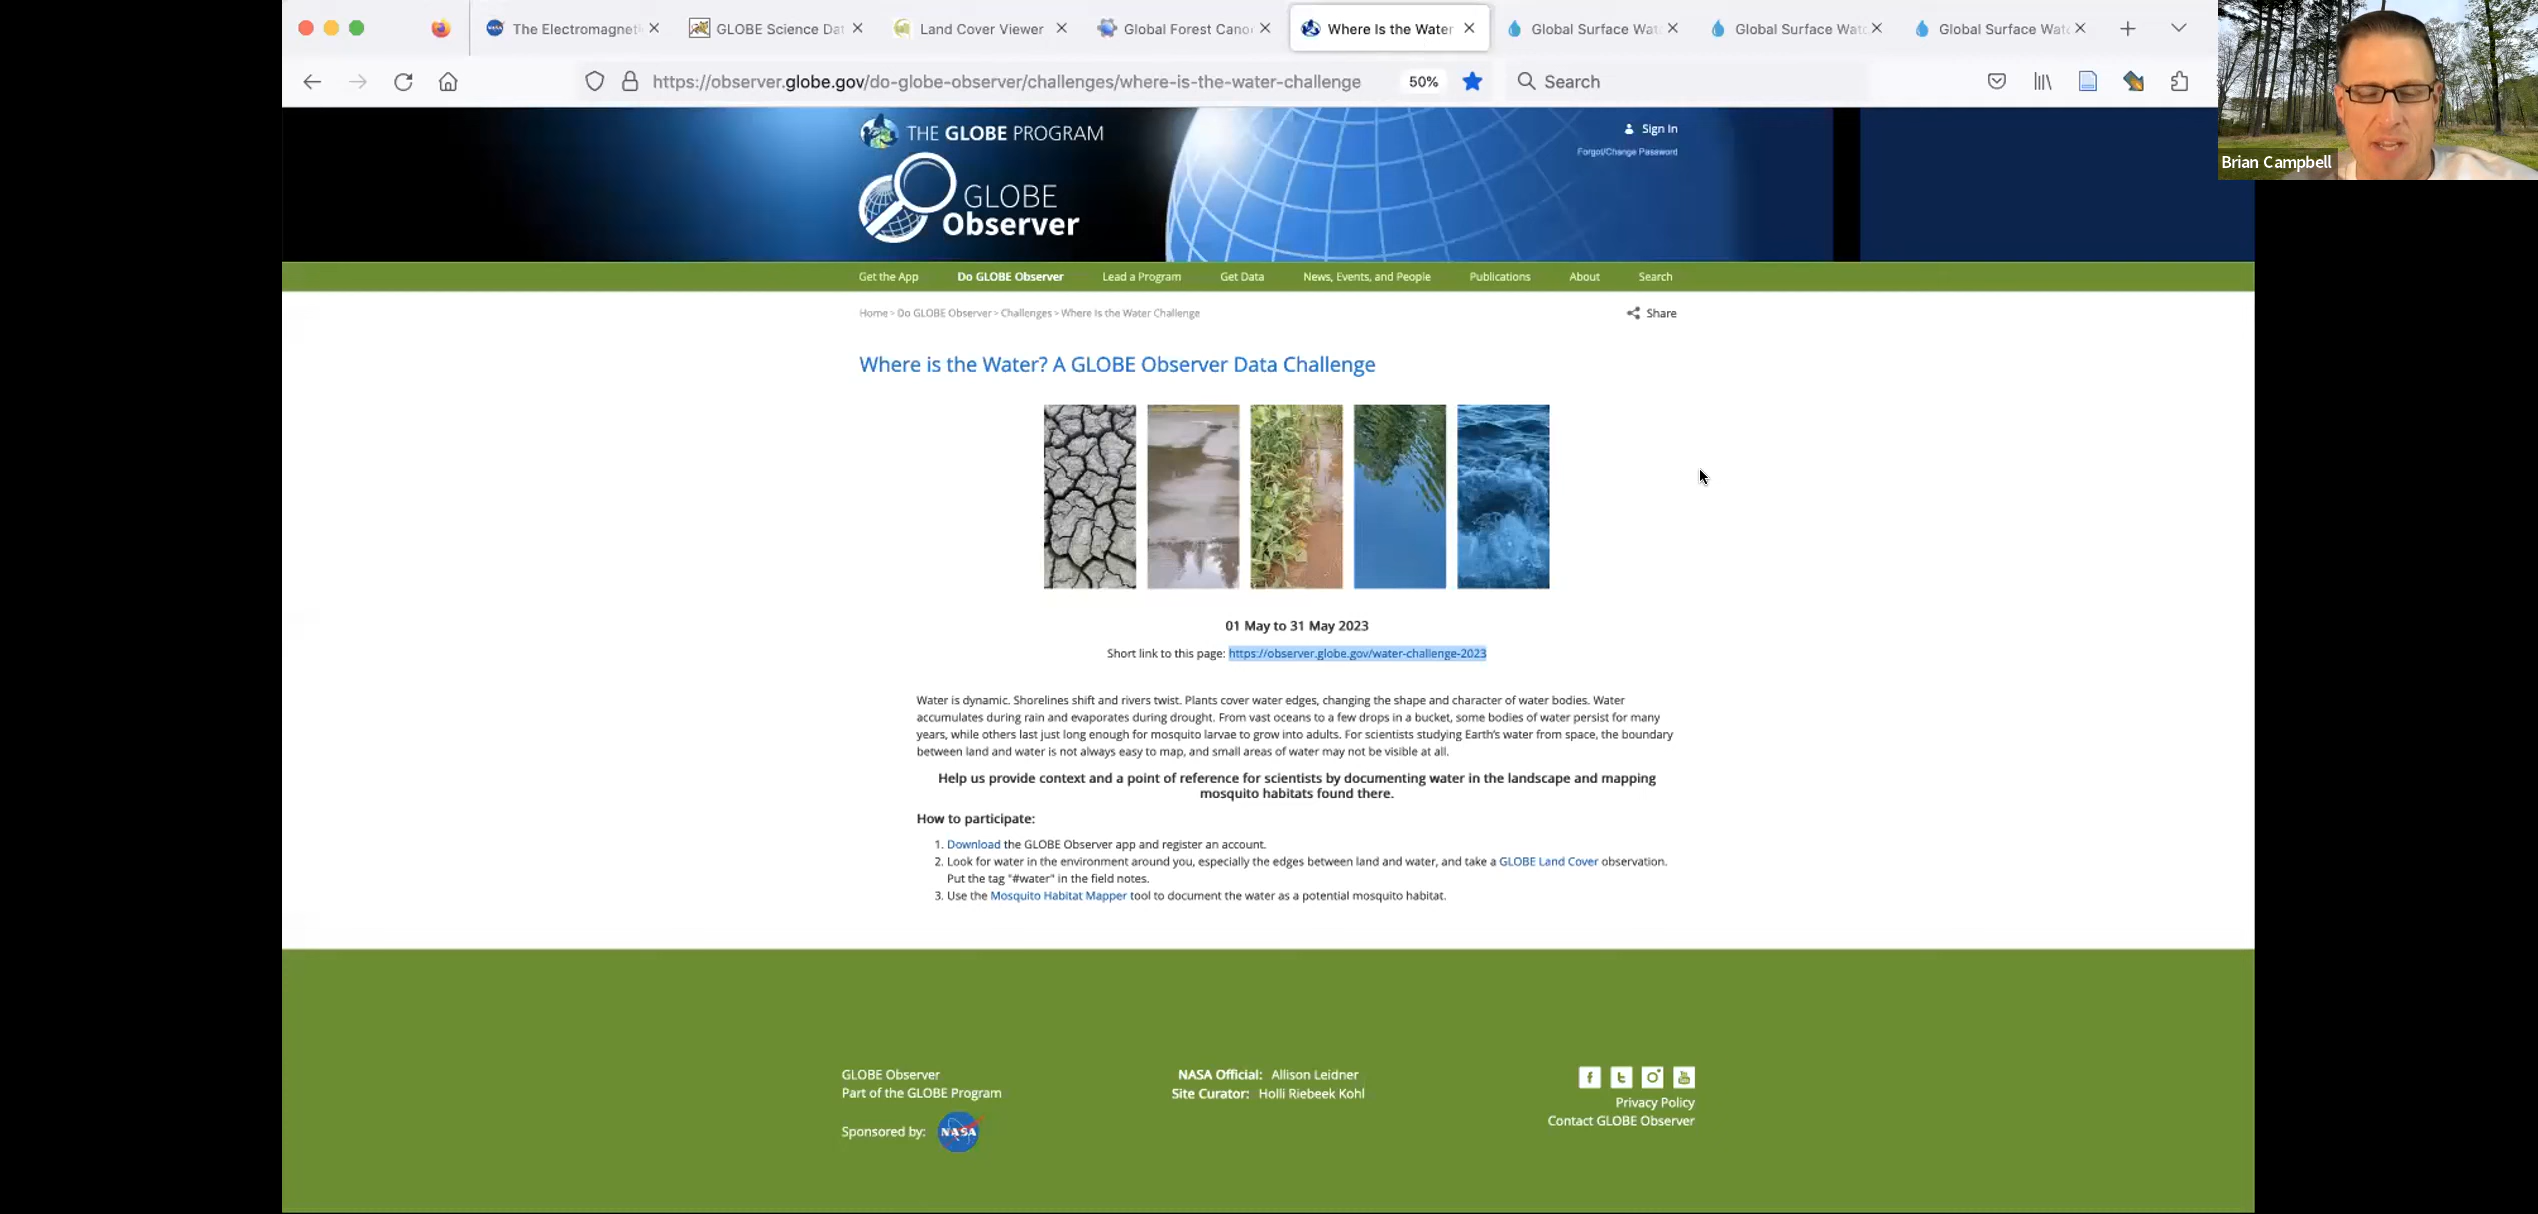 The Electromagneti
GLOBE Science Dat
Land Cover Viewer
Global Forest Cano
Where Is the Water
Global Surface Wat
Global Surface Wat
Global Surface Wat
https://observer.globe.gov/do-globe-observer/challenges/where-is-the-water-challenge
50%
Search
Brian Campbell
THE GLOBE PROGRAM
GLOBE
Observer
Sign In
Forgot/Change Password
Get the App
Do GLOBE Observer
Lead a Program
Get Data
News, Events, and People
Publications
About
Search
Home > Do GLOBE Observer > Challenges > Where Is the Water Challenge
Share
Where is the Water? A GLOBE Observer Data Challenge
01 May to 31 May 2023
Short link to this page: https://observer.globe.gov/water-challenge-2023
Water is dynamic. Shorelines shift and rivers twist. Plants cover water edges, changing the shape and character of water bodies. Water
accumulates during rain and evaporates during drought. From vast oceans to a few drops in a bucket, some bodies of water persist for many
years, while others last just long enough for mosquito larvae to grow into adults. For scientists studying Earth's water from space, the boundary
between land and water is not always easy to map, and small areas of water may not be visible at all.
Help us provide context and a point of reference for scientists by documenting water in the landscape and mapping
mosquito habitats found there.
How to participate:
1. Download the GLOBE Observer app and register an account.
2. Look for water in the environment around you, especially the edges between land and water, and take a GLOBE Land Cover observation.
Put the tag "#water" in the field notes.
3. Use the Mosquito Habitat Mapper tool to document the water as a potential mosquito habitat.
GLOBE Observer
Part of the GLOBE Program
Sponsored by:
NASA
NASA Official: Allison Leidner
Site Curator: Holli Riebeek Kohl
Privacy Policy
Contact GLOBE Observer